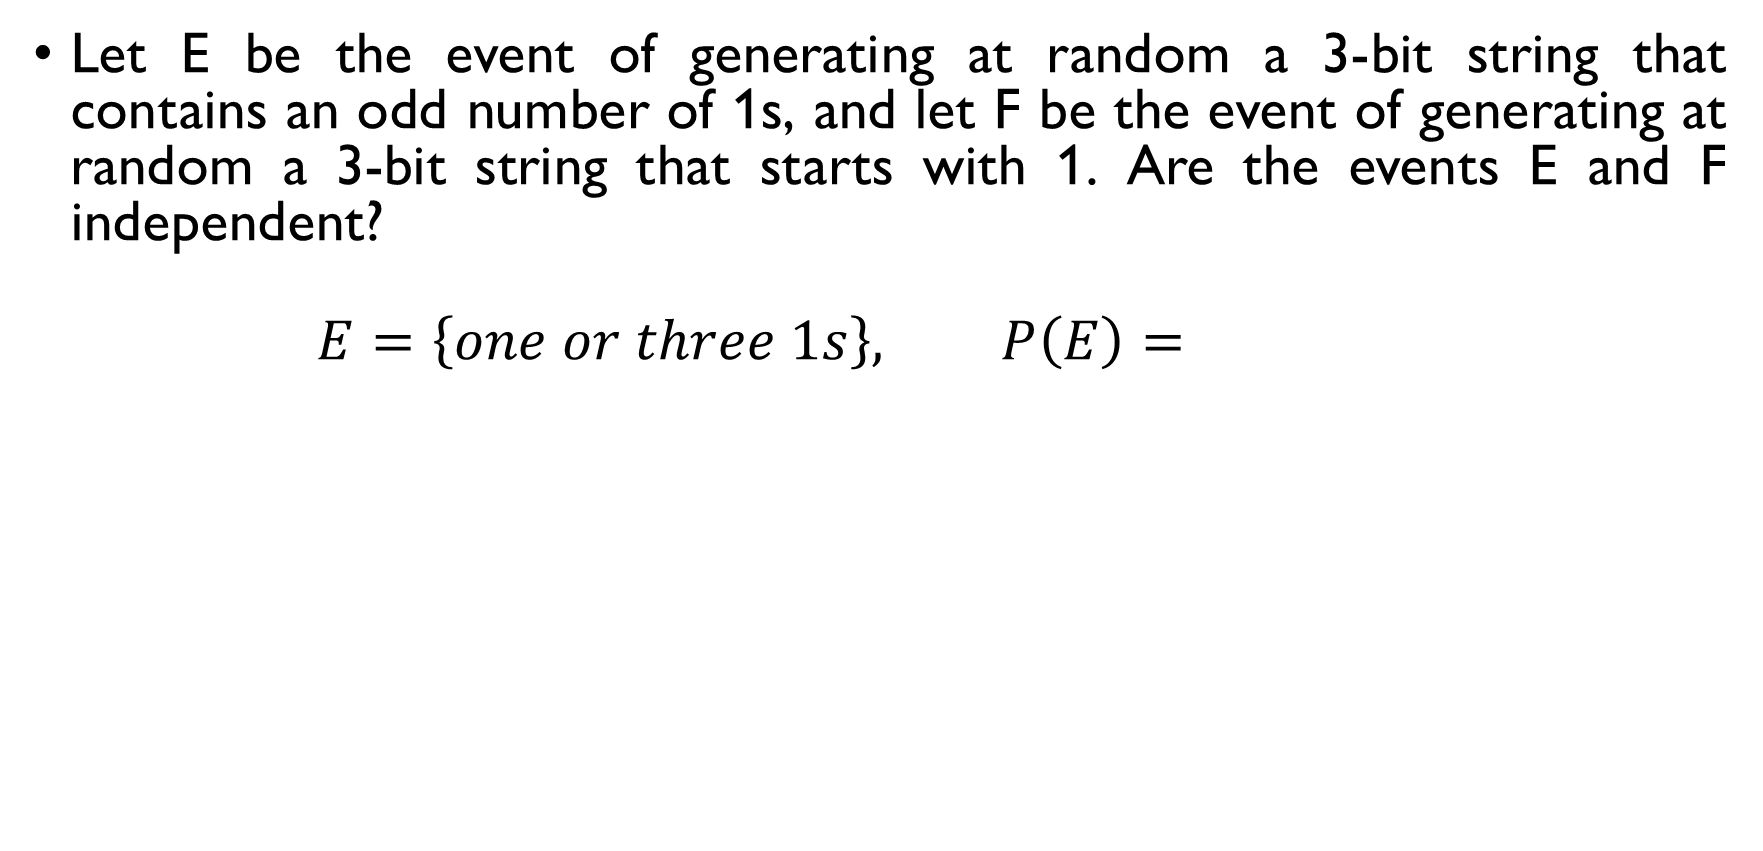 • Let E be the event of generating at random a 3-bit string that
contains an odd number of 1s, and let F be the event of generating at
random a 3-bit string that starts with 1. Are the events E and F
independent?
E = {one or three 1s}, P(E) =